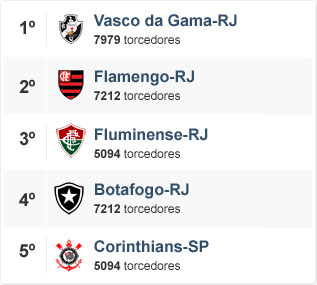 1º
Vasco da Gama-RJ
7979 torcedores
2º
Flamengo-RJ
7212 torcedores
3º
Fluminense-RJ
5094 torcedores
4º
Botafogo-RJ
7212 torcedores
5º
Corinthians-SP
5094 torcedores